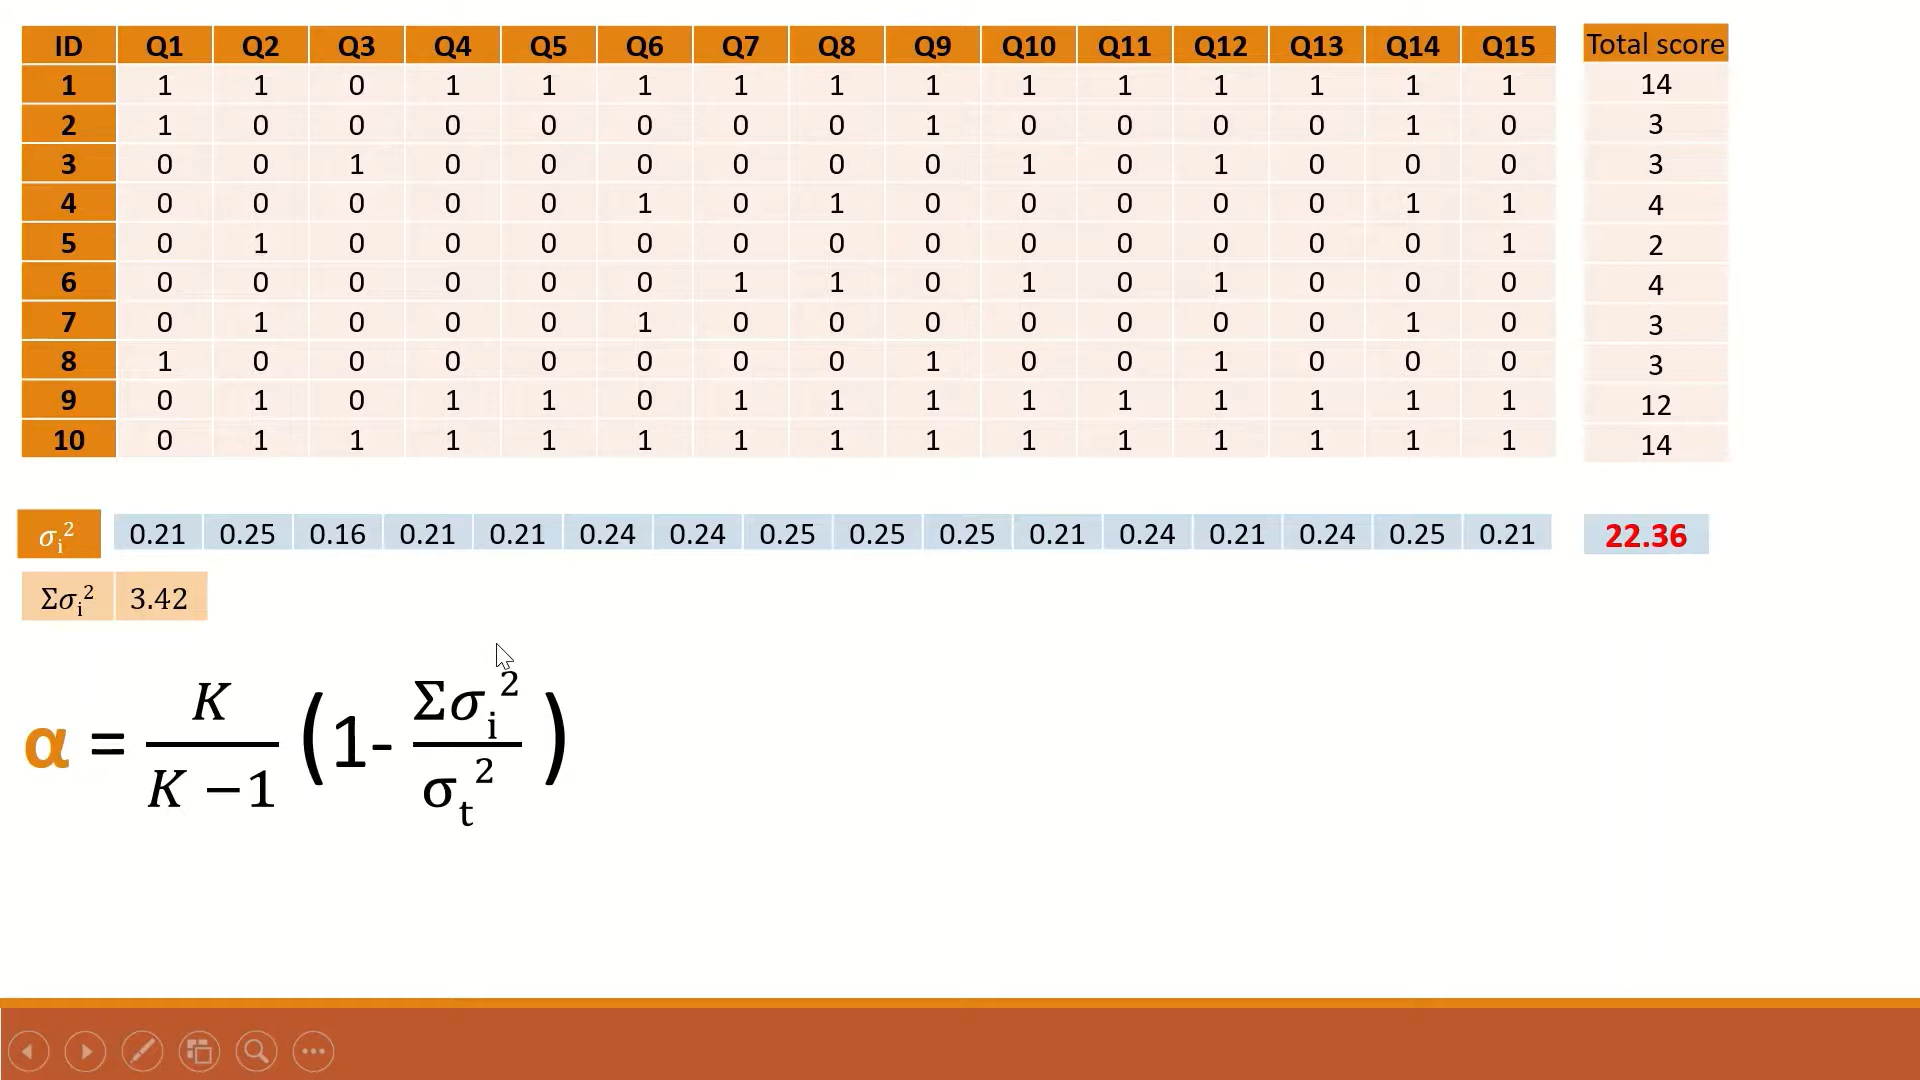 ID Q1 Q2 Q3 Q4 Q5 Q6 Q7 Q8 Q9 Q10 Q11 Q12 Q13 Q14 Q15 Total score
1 1 1 0 1 1 1 1 1 1 1 1 1 1 1 1 14
2 1 0 0 0 0 0 0 0 1 0 0 0 0 1 0 3
3 0 0 1 0 0 0 0 0 0 1 0 1 0 0 0 3
4 0 0 0 0 0 1 0 1 0 0 0 0 0 1 1 4
5 0 1 0 0 0 0 0 0 0 0 0 0 0 0 1 2
6 0 0 0 0 0 0 1 1 0 1 0 1 0 0 0 4
7 0 1 0 0 0 1 0 0 0 0 0 0 0 1 0 3
8 1 0 0 0 0 0 0 0 1 0 0 1 0 0 0 3
9 0 1 0 1 1 0 1 1 1 1 1 1 1 1 1 12
10 0 1 1 1 1 1 1 1 1 1 1 1 1 1 1 14
σi² 0.21 0.25 0.16 0.21 0.21 0.24 0.24 0.25 0.25 0.25 0.21 0.24 0.21 0.24 0.25 0.21 22.36
Σσi² 3.42
α = K / (K − 1) (1- Σσi² / σt²)